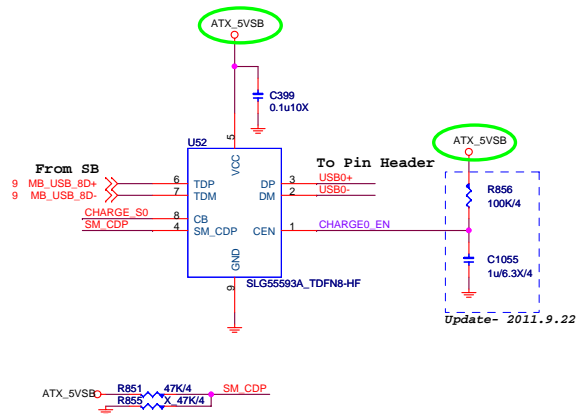 ATX_5VSB
C399
0.1u10X
ATX_5VSB
U52
5
VCC
From SB
To Pin Header
9 MB_USB_8D+ 6 TDP DP 3 USB0+
9 MB_USB_8D- 7 TDM DM 2 USB0-
R856
100K/4
CHARGE_S0 8 CB
SM_CDP 4 SM_CDP CEN 1 CHARGE0_EN
C1055
1u/6.3X/4
GND
9
SLG55593A_TDFN8-HF
Update- 2011.9.22
ATX_5VSB R851 47K/4 SM_CDP
R855 X_47K/4